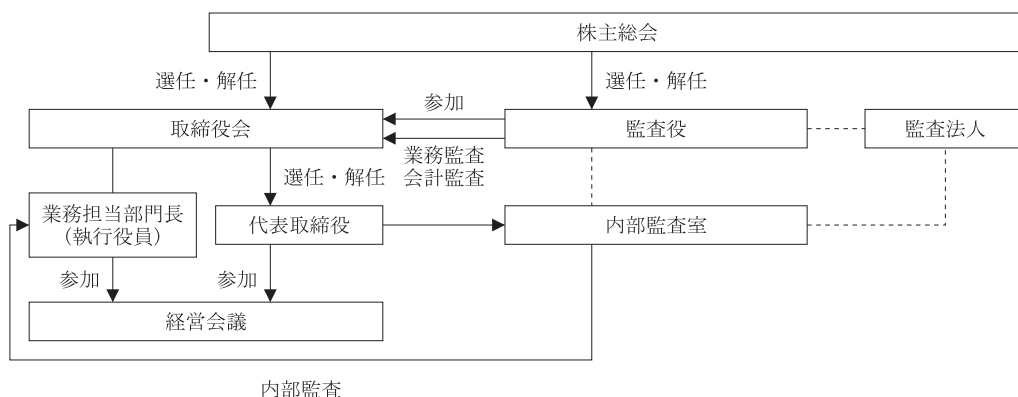 株主総会
選任・解任
選任・解任
参加
取締役会
監査役
監査法人
業務監査
会計監査
選任・解任
業務担当部門長
(執行役員)
代表取締役
内部監査室
参加
参加
経営会議
内部監査